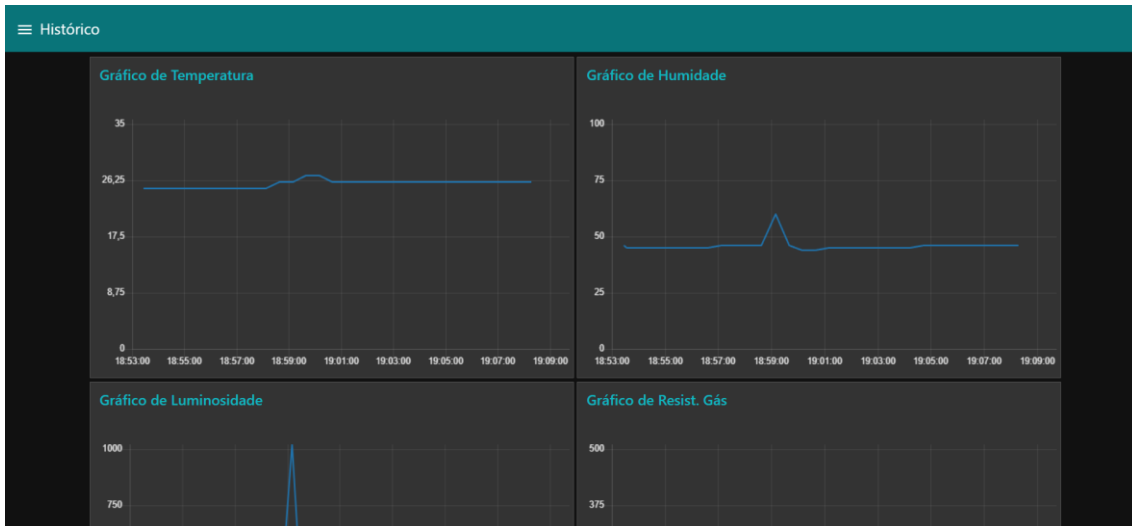 Histórico
Gráfico de Temperatura
35
26,25
17,5
8,75
0
18:53:00 18:55:00 18:57:00 18:59:00 19:01:00 19:03:00 19:05:00 19:07:00 19:09:00
Gráfico de Humidade
100
75
50
25
0
18:53:00 18:55:00 18:57:00 18:59:00 19:01:00 19:03:00 19:05:00 19:07:00 19:09:00
Gráfico de Luminosidade
1000
750
Gráfico de Resist. Gás
500
375